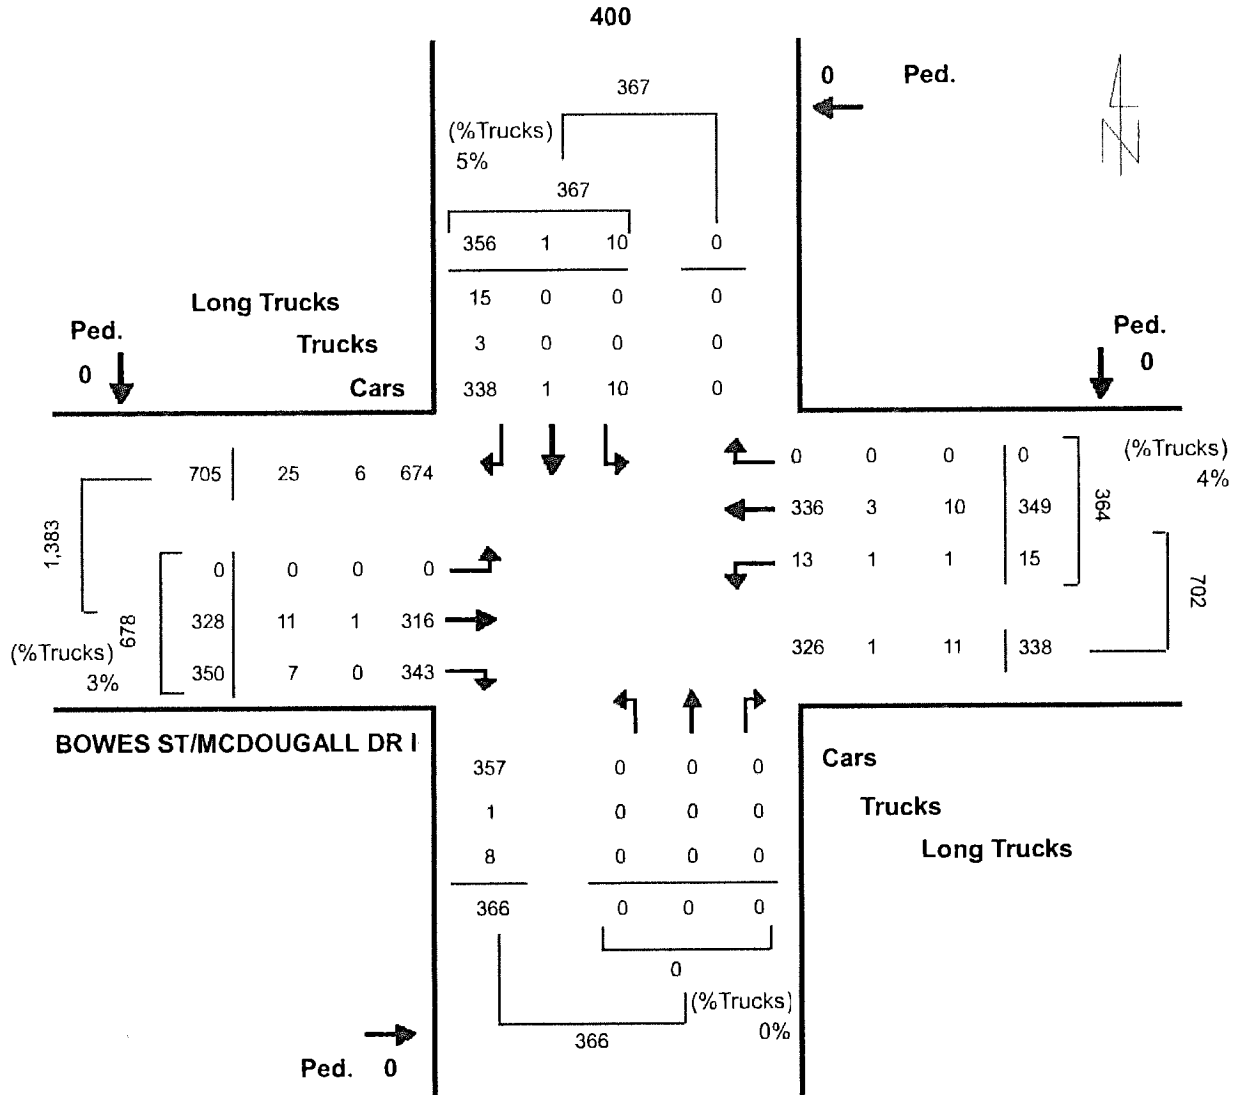 400
0 Ped.
367
(%Trucks)
5%
367
356 1 10 0
Long Trucks 15 0 0 0
Trucks 3 0 0 0
Cars 338 1 10 0
Ped.
0
Ped.
0
N
705 25 6 674
1,383
0 0 0 0
328 11 1 316
350 7 0 343
678
(%Trucks)
3%
0 0 0 0
336 3 10 349
13 1 1 15
364
(%Trucks)
4%
326 1 11 338
702
BOWES ST/MCDOUGALL DR I
357 0 0 0 Cars
1 0 0 0 Trucks
8 0 0 0 Long Trucks
366 0 0 0
0
(%Trucks)
0%
366
Ped. 0